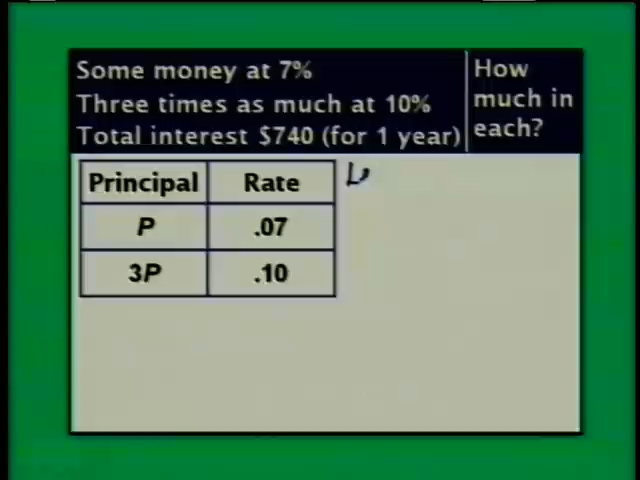 Some money at 7%
Three times as much at 10%
Total interest $740 (for 1 year)
How
much in
each?
Principal Rate
P .07
3P .10